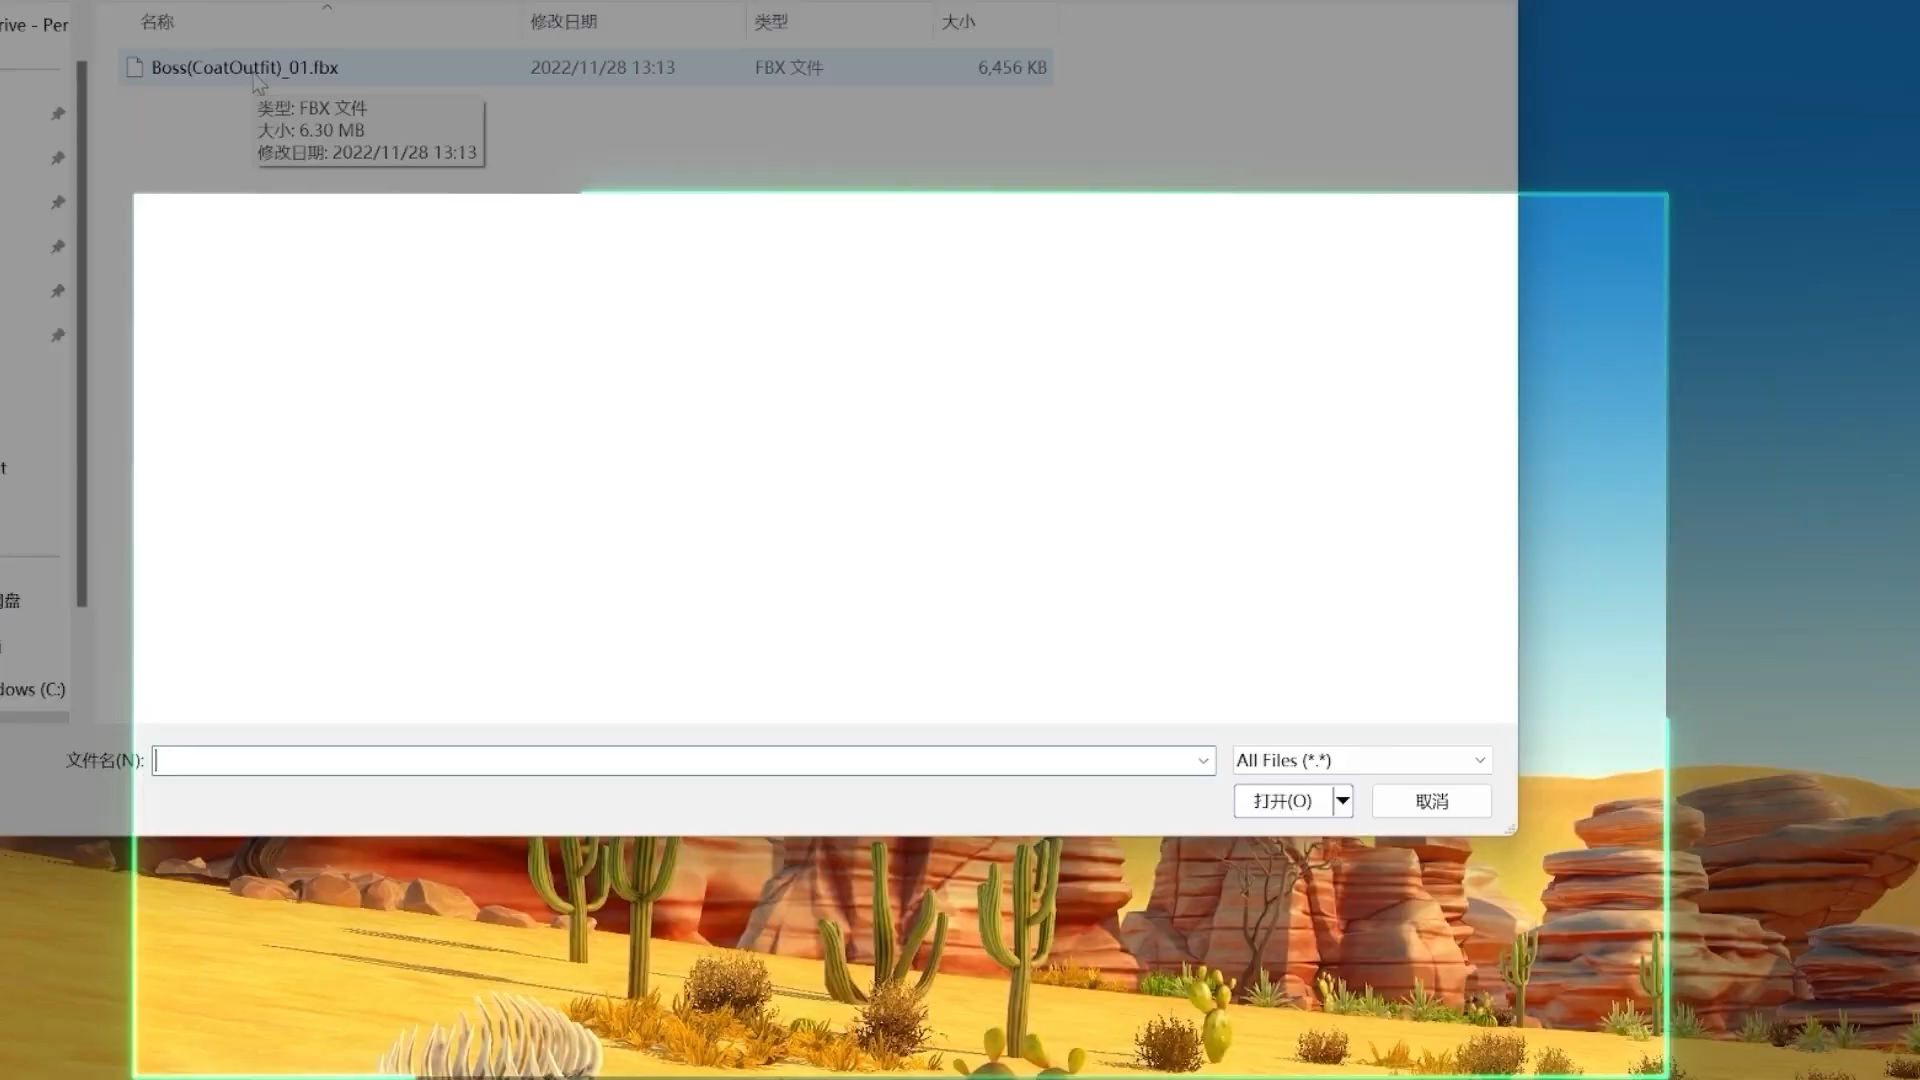 rive - Per
名称 修改日期 类型 大小
Boss(CoatOutfit)_01.fbx 2022/11/28 13:13 FBX 文件 6,456 KB
类型: FBX 文件
大小: 6.30 MB
修改日期: 2022/11/28 13:13
t
盘
dows (C:)
文件名(N):
All Files (*.*)
打开(O) 取消